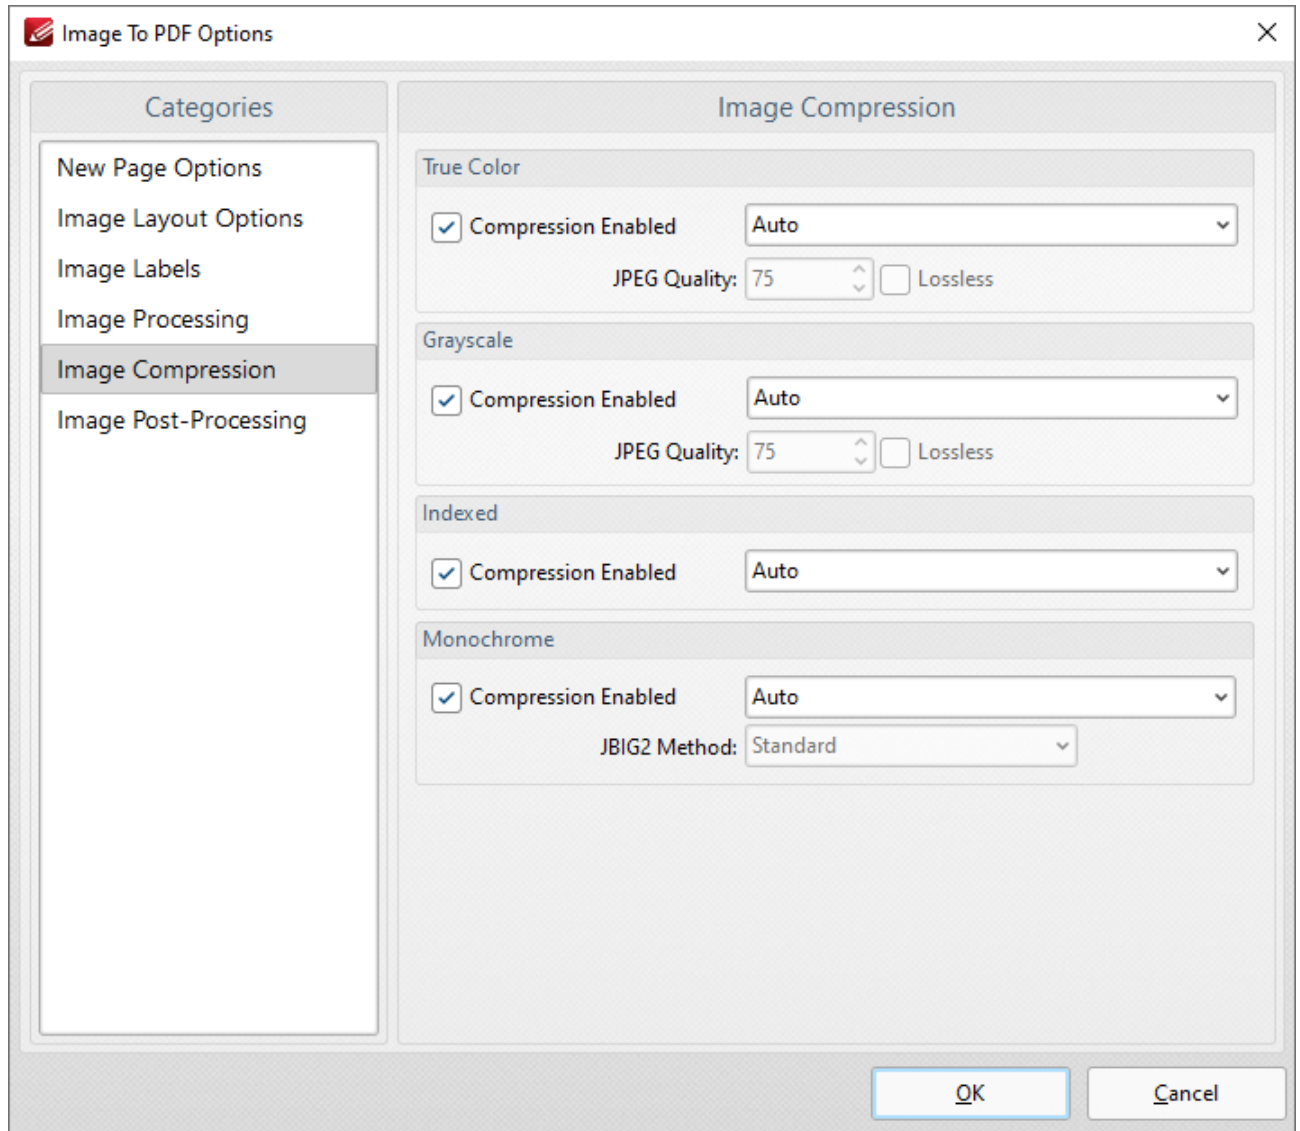 Image To PDF Options
Categories
New Page Options
Image Layout Options
Image Labels
Image Processing
Image Compression
Image Post-Processing
Image Compression
True Color
Compression Enabled Auto
JPEG Quality: 75 Lossless
Grayscale
Compression Enabled Auto
JPEG Quality: 75 Lossless
Indexed
Compression Enabled Auto
Monochrome
Compression Enabled Auto
JBIG2 Method: Standard
OK Cancel